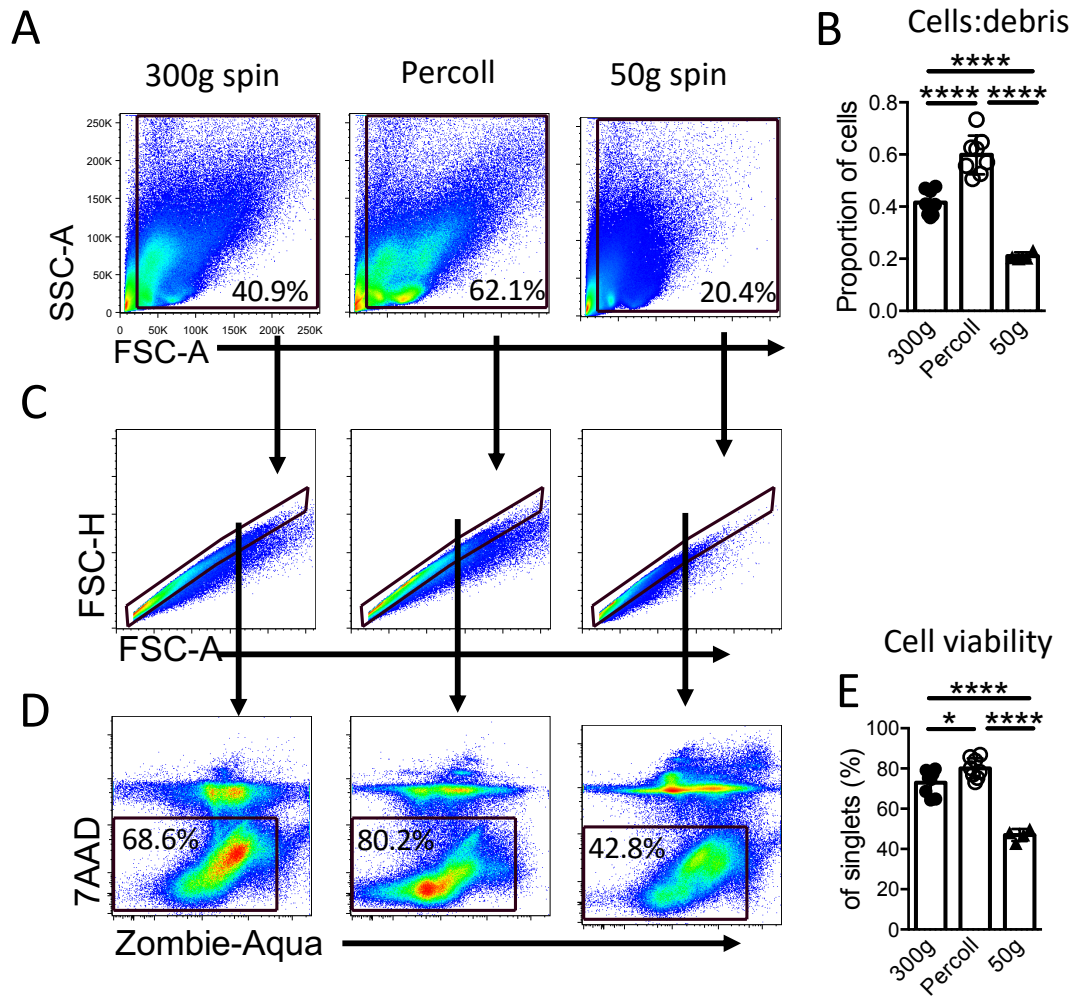 A
300g spin
Percoll
50g spin
SSC-A
250K
200K
150K
100K
50K
0
0 50K 100K 150K 200K 250K
40.9%
62.1%
20.4%
FSC-A
B
Cells:debris
****
**** ****
Proportion of cells
0.8
0.6
0.4
0.2
0.0
300g
Percoll
50g
C
FSC-H
FSC-A
D
7AAD
68.6%
80.2%
42.8%
Zombie-Aqua
Cell viability
E
****
* ****
of singlets (%)
100
80
60
40
20
0
300g
Percoll
50g